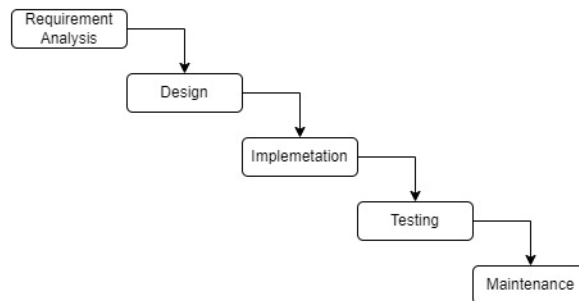 Requirement
Analysis
Design
Implemetation
Testing
Maintenance